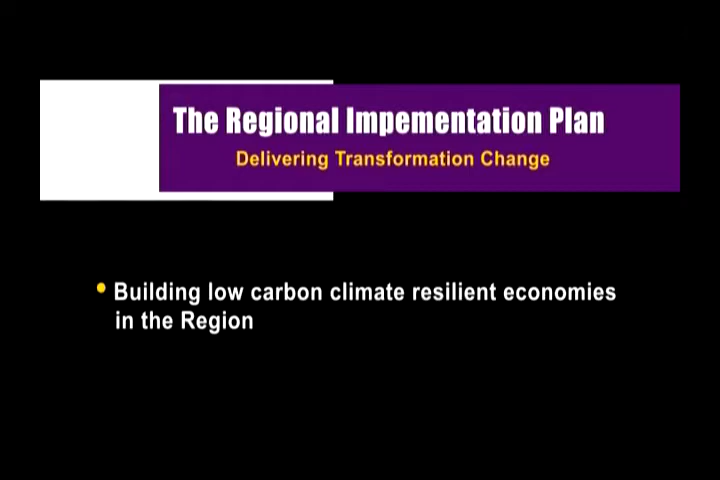 The Regional Impementation Plan
Delivering Transformation Change
• Building low carbon climate resilient economies
in the Region